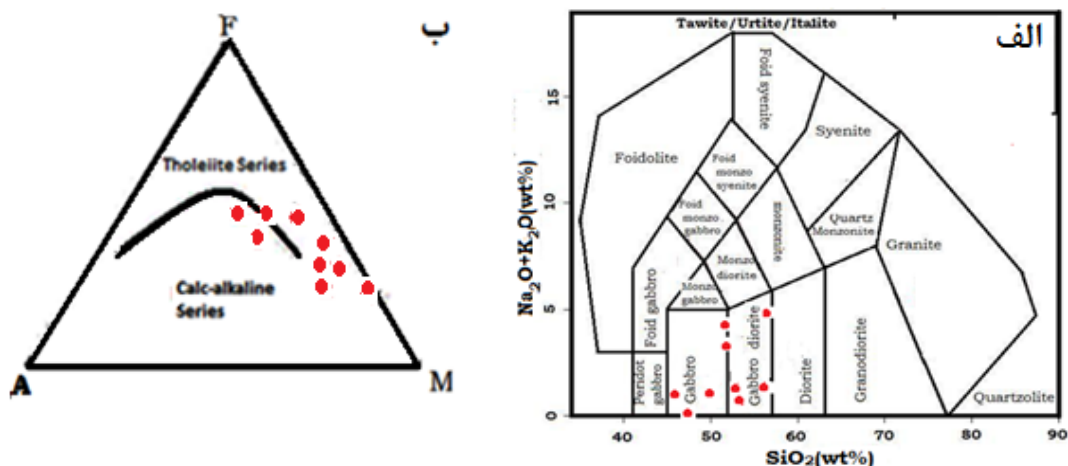 ب
F
Tholeiite Series
Calc-alkaline
Series
A
M
الف
Tawite/Urtite/Italite
Na₂O+K₂O(wt%)
15
10
5
0
Foidolite
Foid syenite
Syenite
Foid
monzo
syenite
Foid
monzo
gabbro
monzonite
Quartz
Monzonite
Granite
Monzo
diorite
Monzo
gabbro
Foid gabbro
Peridot
gabbro
Gabbro
Gabbro
diorite
Diorite
Granodiorite
Quartzolite
40
50
60
70
80
90
SiO₂(wt%)